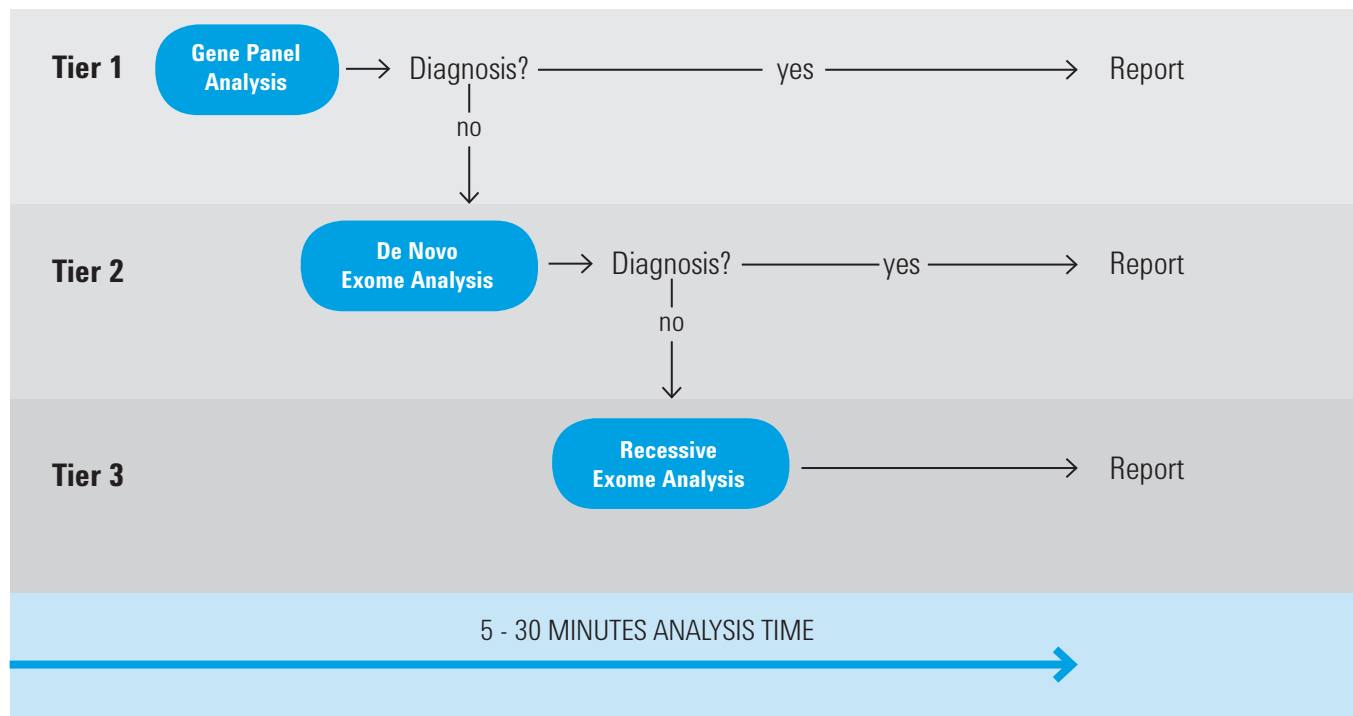 Tier 1
Gene Panel
Analysis
Diagnosis?
yes
Report
no
Tier 2
De Novo
Exome Analysis
Diagnosis?
yes
Report
no
Tier 3
Recessive
Exome Analysis
Report
5 - 30 MINUTES ANALYSIS TIME